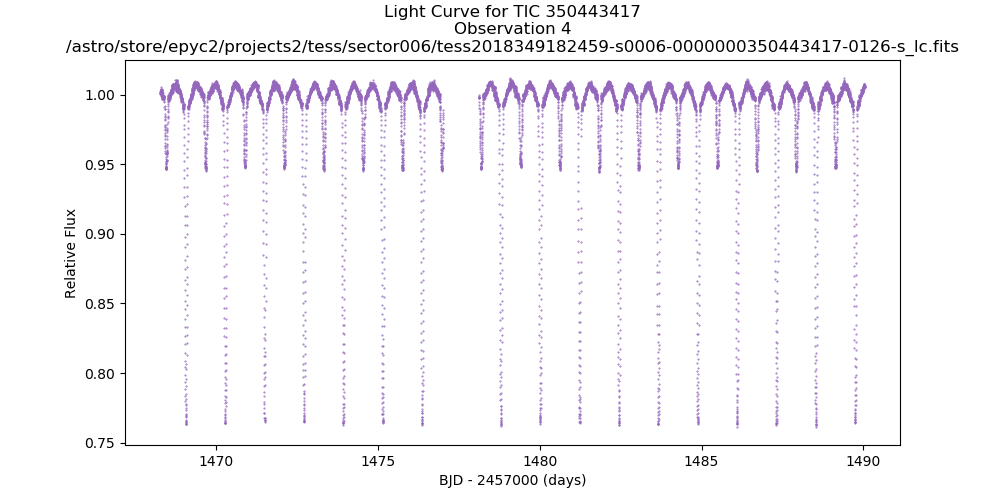 Light Curve for TIC 350443417
Observation 4
/astro/store/epyc2/projects2/tess/sector006/tess2018349182459-s0006-0000000350443417-0126-s_lc.fits
1.00
0.95
0.90
0.85
0.80
0.75
Relative Flux
1470
1475
1480
1485
1490
BJD - 2457000 (days)